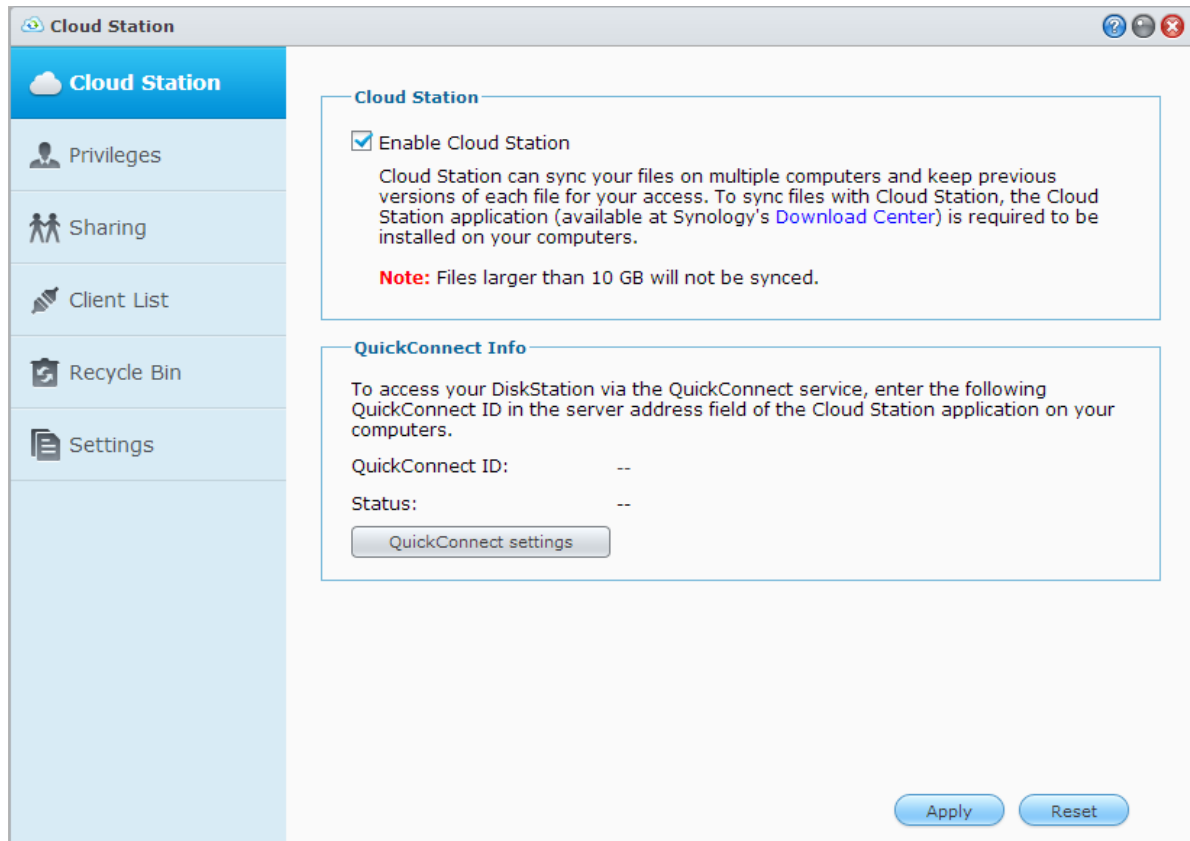 Cloud Station
Cloud Station
Privileges
Sharing
Client List
Recycle Bin
Settings
Cloud Station
Enable Cloud Station
Cloud Station can sync your files on multiple computers and keep previous
versions of each file for your access. To sync files with Cloud Station, the Cloud
Station application (available at Synology's Download Center) is required to be
installed on your computers.
Note: Files larger than 10 GB will not be synced.
QuickConnect Info
To access your DiskStation via the QuickConnect service, enter the following
QuickConnect ID in the server address field of the Cloud Station application on your
computers.
QuickConnect ID: --
Status: --
QuickConnect settings
Apply Reset